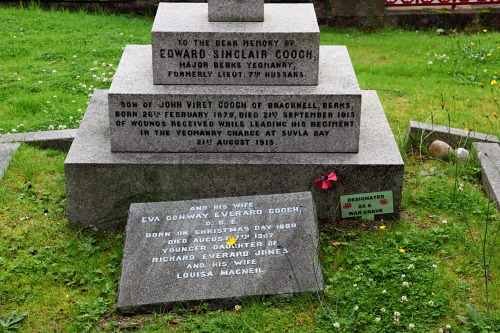 TO THE DEAR MEMORY OF
EDWARD SINCLAIR GOOCH,
MAJOR BERKS YEOMANRY,
FORMERLY LIEUT. 7TH HUSSARS.
SON OF JOHN VIRET GOOCH OF BRACKNELL, BERKS,
BORN 26TH FEBRUARY 1879, DIED 21ST SEPTEMBER 1915
OF WOUNDS RECEIVED WHILE LEADING HIS REGIMENT
IN THE YEOMANRY CHARGE AT SUVLA BAY
21ST AUGUST 1915.
DESIGNATED
AS A
WAR GRAVE
AND HIS WIFE
EVA CONWAY EVERARD GOOCH,
O. B. E.
BORN ON CHRISTMAS DAY 1880
DIED AUGUST 7TH 1967
YOUNGER DAUGHTER OF
RICHARD EVERARD JONES
AND HIS WIFE
LOUISA MACNEIL